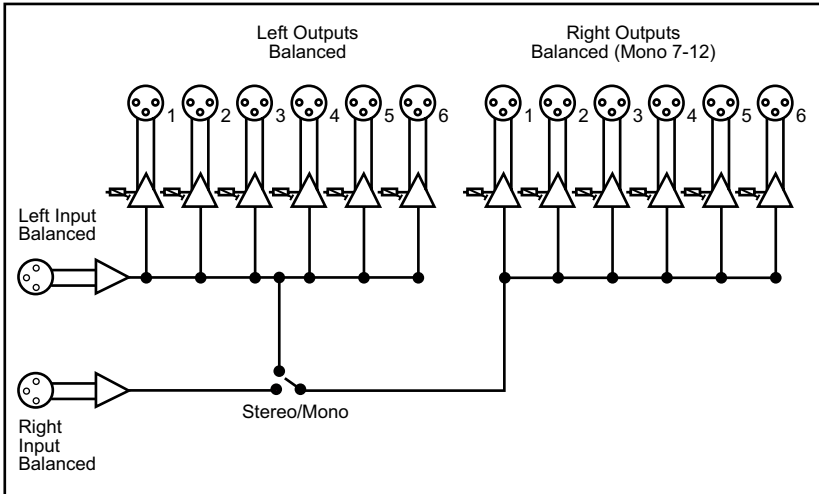 Left Outputs
Balanced
Right Outputs
Balanced (Mono 7-12)
1 2 3 4 5 6
1 2 3 4 5 6
Left Input
Balanced
Stereo/Mono
Right
Input
Balanced